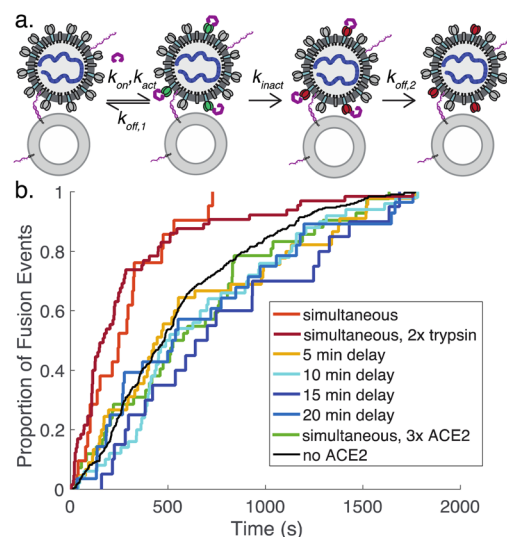 a.
kon, kact
koff,1
kinact
koff,2
b.
Proportion of Fusion Events
1
0.8
0.6
0.4
0.2
0
simultaneous
simultaneous, 2x trypsin
5 min delay
10 min delay
15 min delay
20 min delay
simultaneous, 3x ACE2
no ACE2
0 500 1000 1500 2000
Time (s)